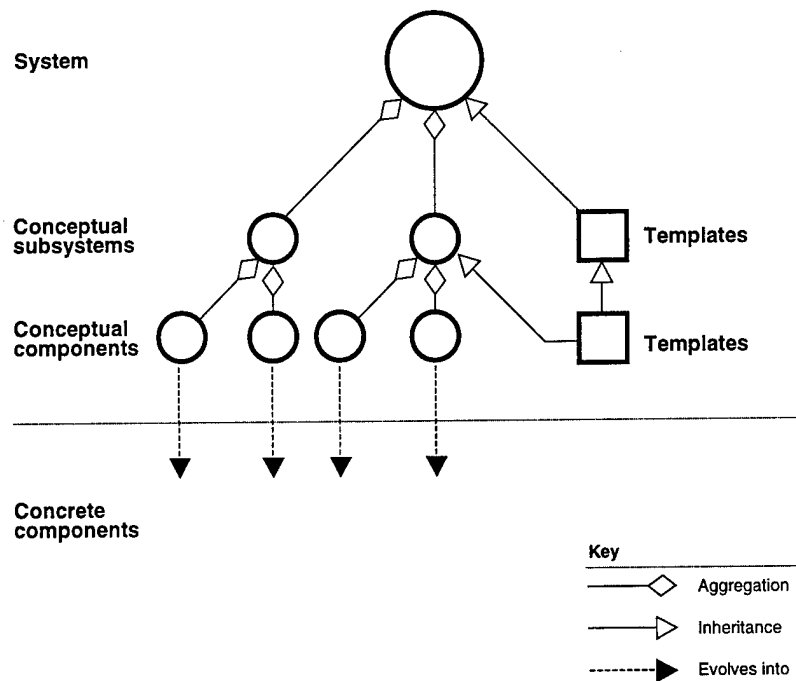 System
Conceptual
subsystems
Templates
Conceptual
components
Templates
Concrete
components
Key
Aggregation
Inheritance
Evolves into